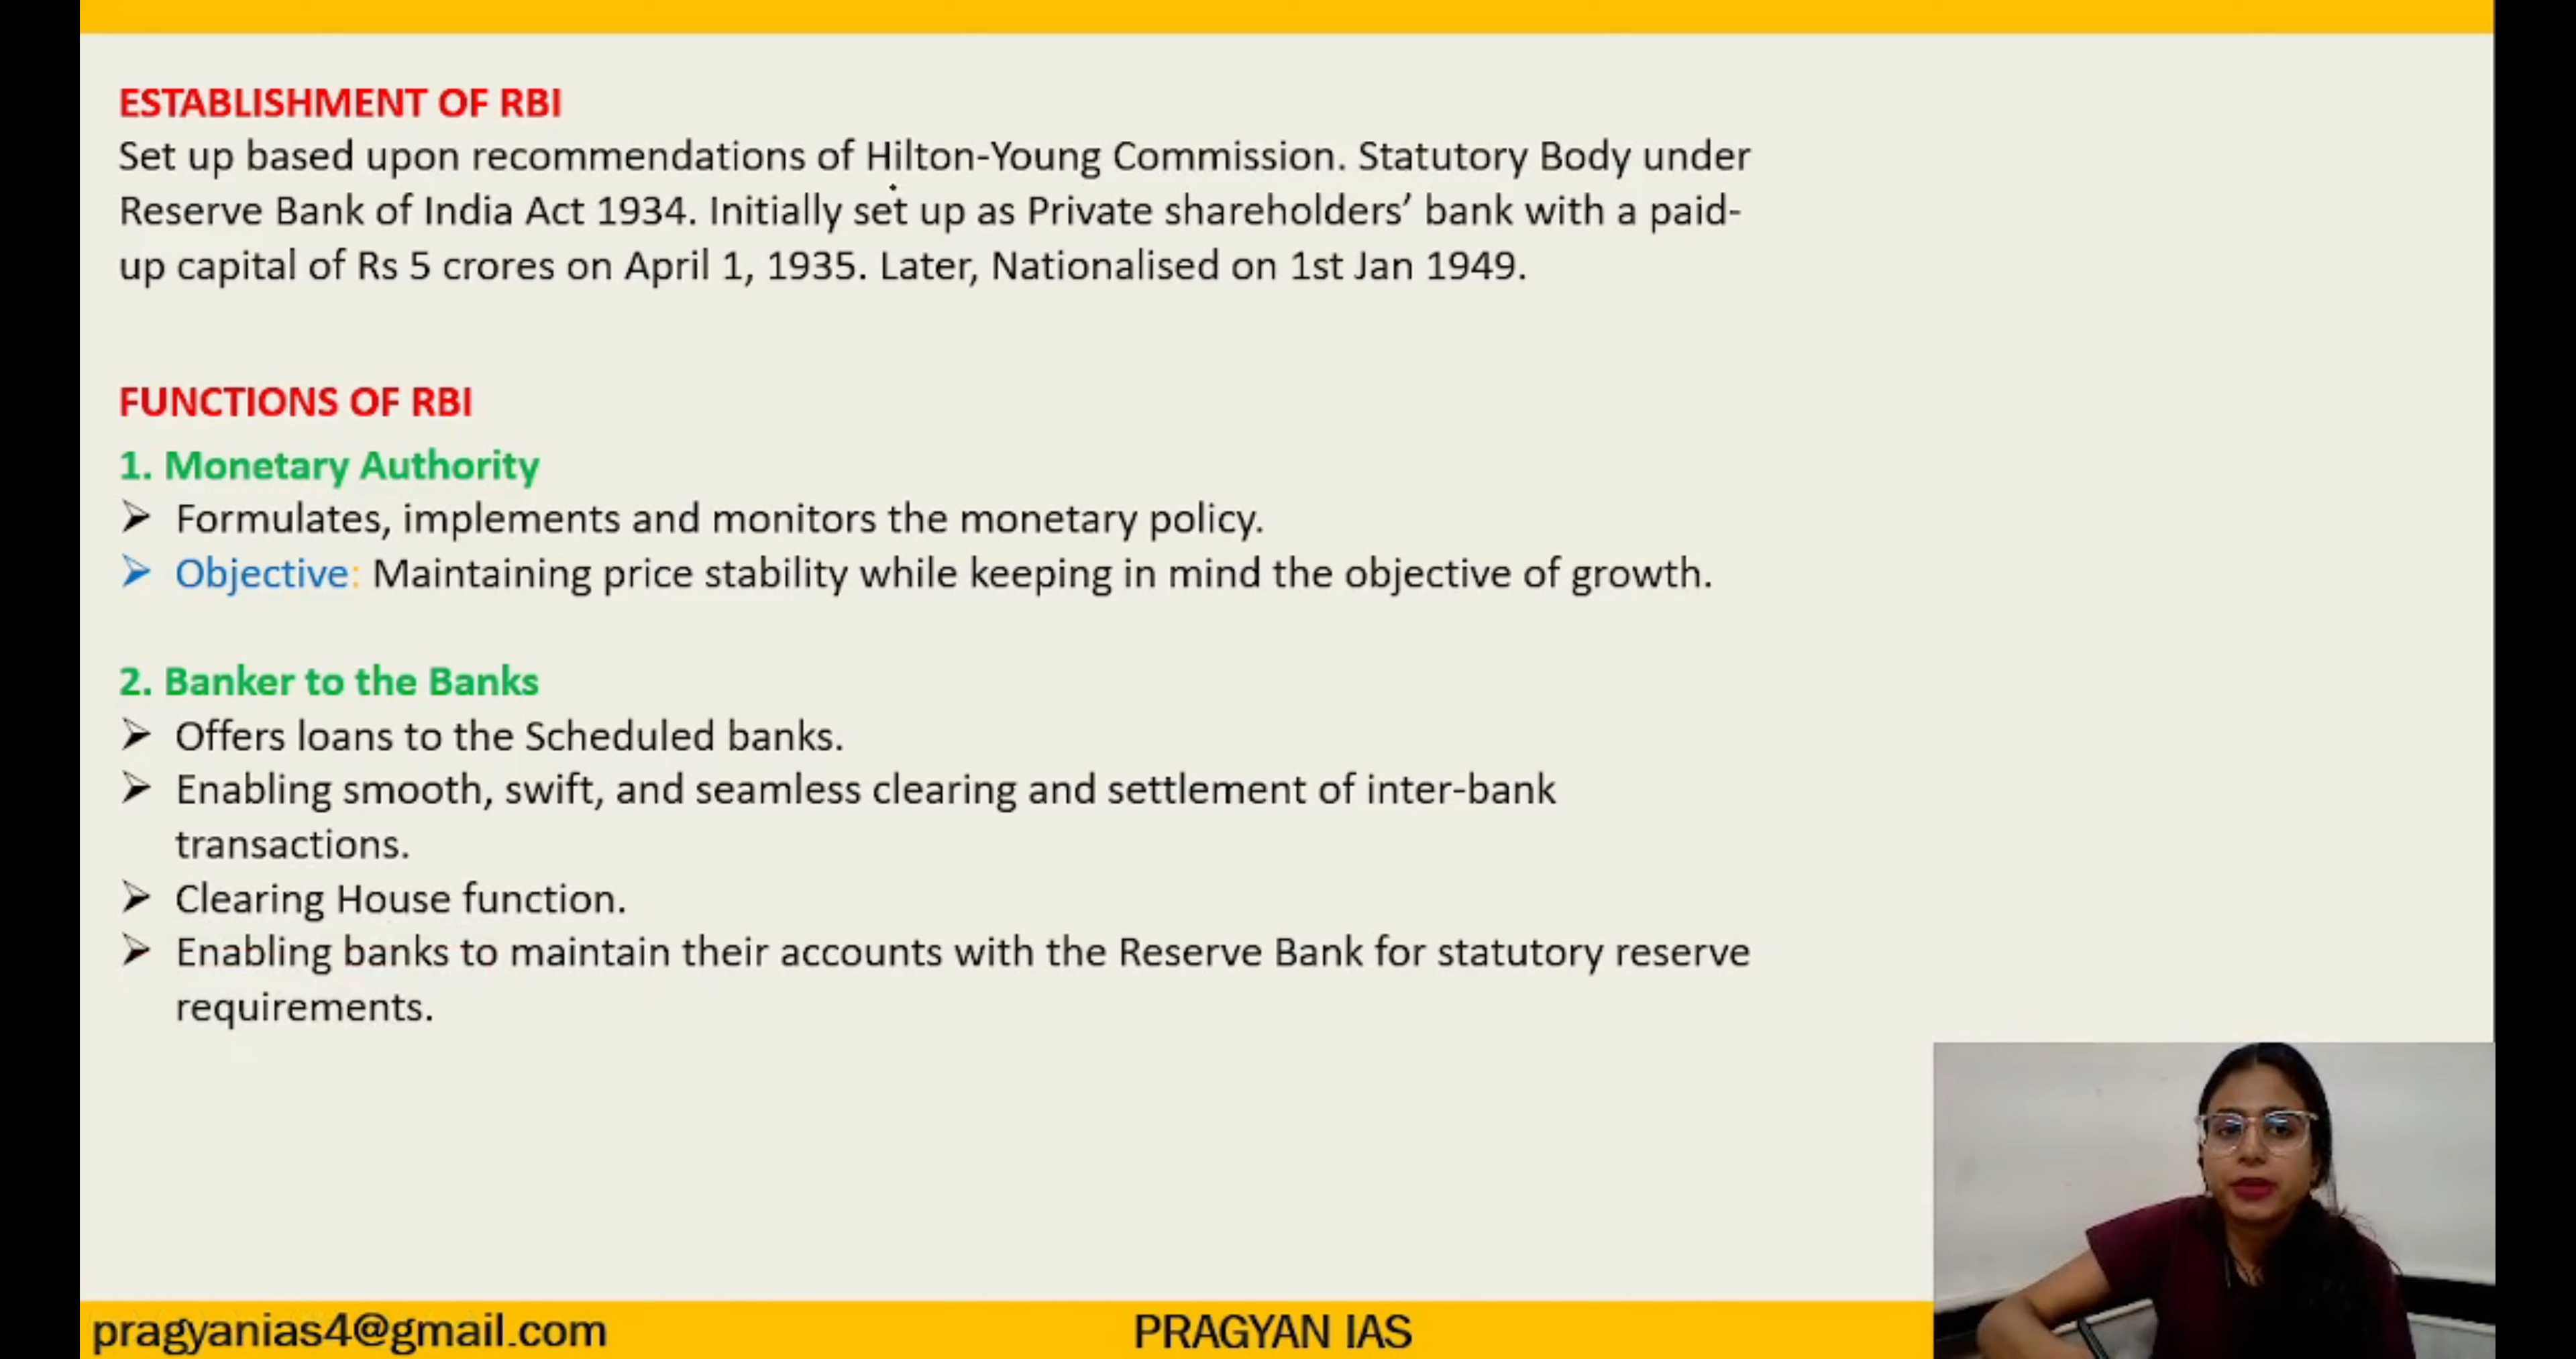 ESTABLISHMENT OF RBI
Set up based upon recommendations of Hilton-Young Commission. Statutory Body under
Reserve Bank of India Act 1934. Initially set up as Private shareholders’ bank with a paid-
up capital of Rs 5 crores on April 1, 1935. Later, Nationalised on 1st Jan 1949.
FUNCTIONS OF RBI
1. Monetary Authority
➢ Formulates, implements and monitors the monetary policy.
➢ Objective: Maintaining price stability while keeping in mind the objective of growth.
2. Banker to the Banks
➢ Offers loans to the Scheduled banks.
➢ Enabling smooth, swift, and seamless clearing and settlement of inter-bank
transactions.
➢ Clearing House function.
➢ Enabling banks to maintain their accounts with the Reserve Bank for statutory reserve
requirements.
pragyanias4@gmail.com
PRAGYAN IAS